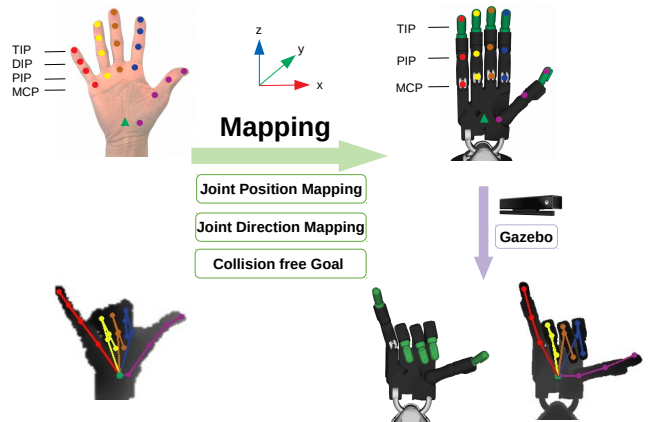 TIP
DIP
PIP
MCP
z
y
x
TIP
PIP
MCP
Mapping
Joint Position Mapping
Joint Direction Mapping
Collision free Goal
Gazebo